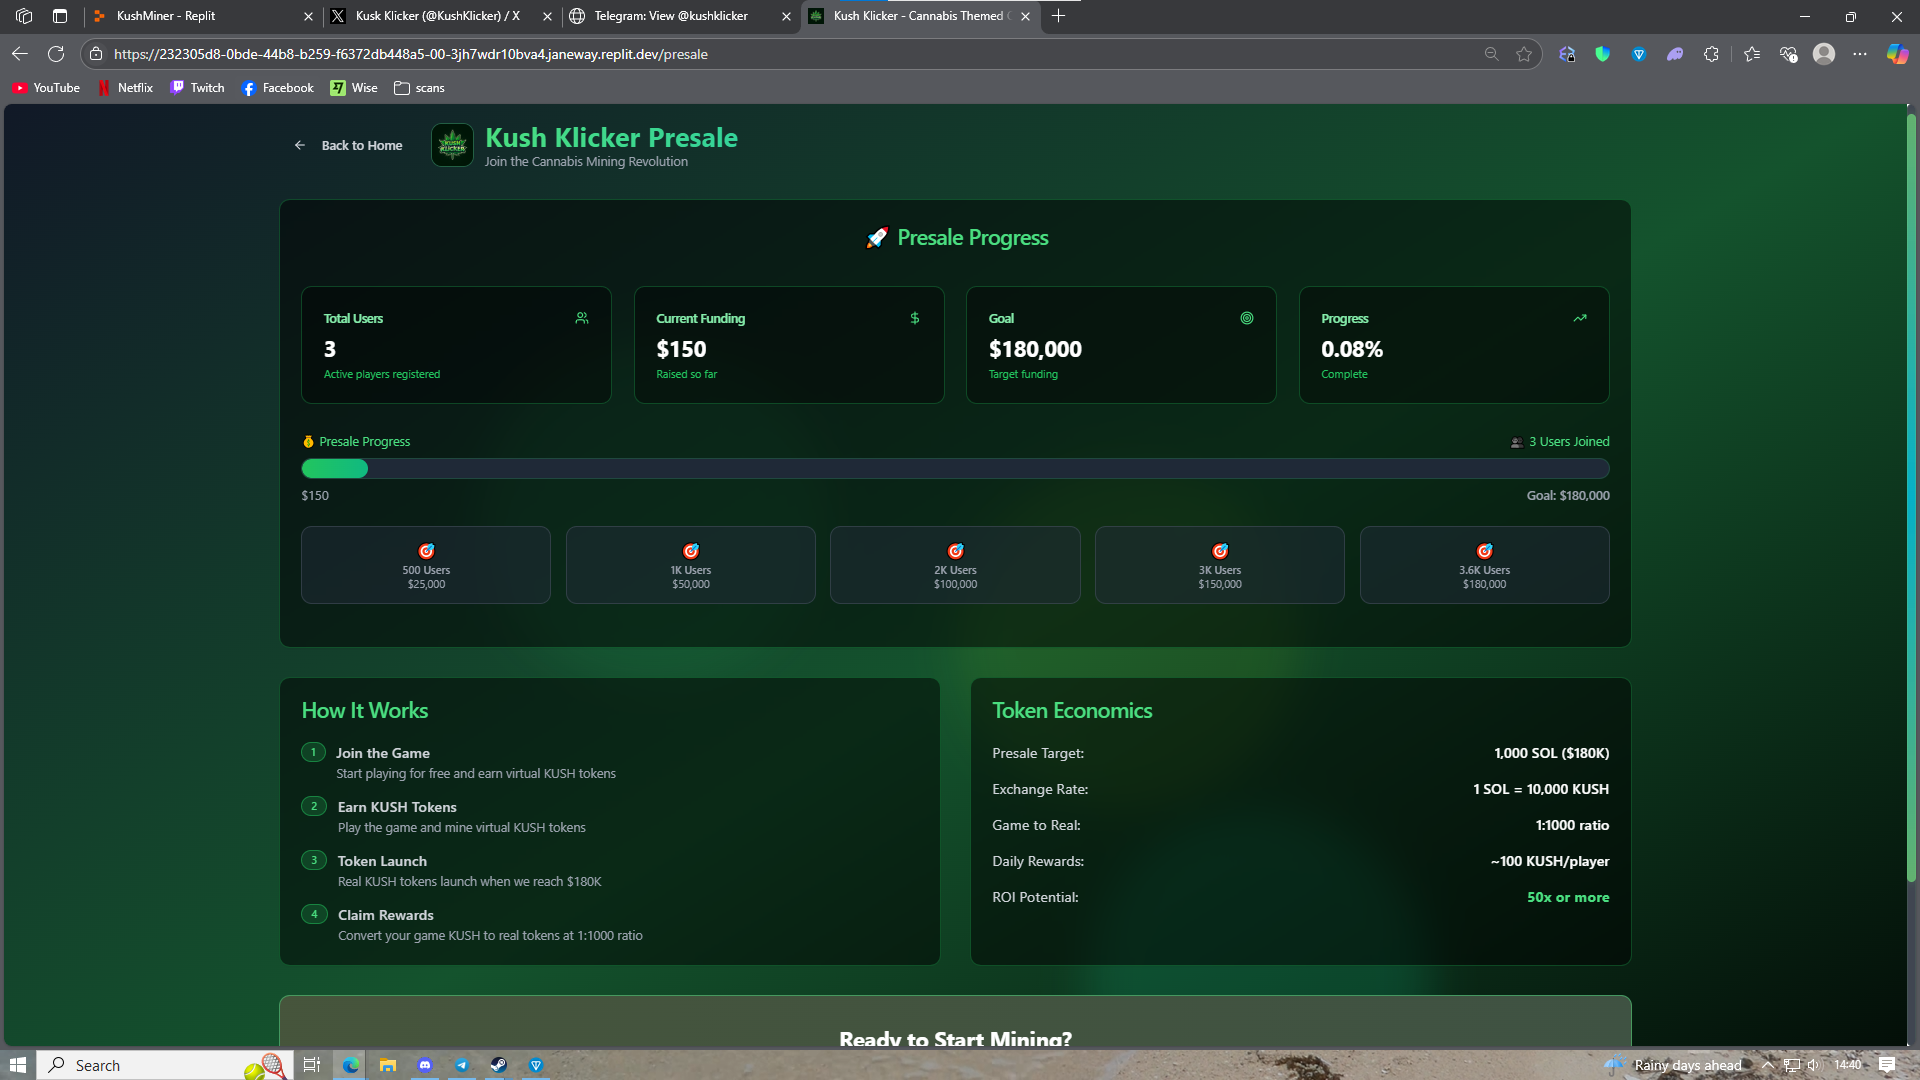 KushMiner - Replit
Kusk Klicker (@KushKlicker) / X
Telegram: View @kushklicker
Kush Klicker - Cannabis Themed
https://232305d8-0bde-44b8-b259-f6372db448a5-00-3jh7wdr10bva4.janeway.replit.dev/presale
YouTube
Netflix
Twitch
Facebook
Wise
scans
Back to Home
KUSH
KLICKER
Kush Klicker Presale
Join the Cannabis Mining Revolution
Presale Progress
Total Users
3
Active players registered
Current Funding
$
$150
Raised so far
Goal
$180,000
Target funding
Progress
0.08%
Complete
Presale Progress
3 Users Joined
$150
Goal: $180,000
500 Users
$25,000
1K Users
$50,000
2K Users
$100,000
3K Users
$150,000
3.6K Users
$180,000
How It Works
1
Join the Game
Start playing for free and earn virtual KUSH tokens
2
Earn KUSH Tokens
Play the game and mine virtual KUSH tokens
3
Token Launch
Real KUSH tokens launch when we reach $180K
4
Claim Rewards
Convert your game KUSH to real tokens at 1:1000 ratio
Token Economics
Presale Target:
1,000 SOL ($180K)
Exchange Rate:
1 SOL = 10,000 KUSH
Game to Real:
1:1000 ratio
Daily Rewards:
~100 KUSH/player
ROI Potential:
50x or more
Ready to Start Mining?
Search
Rainy days ahead
14:40